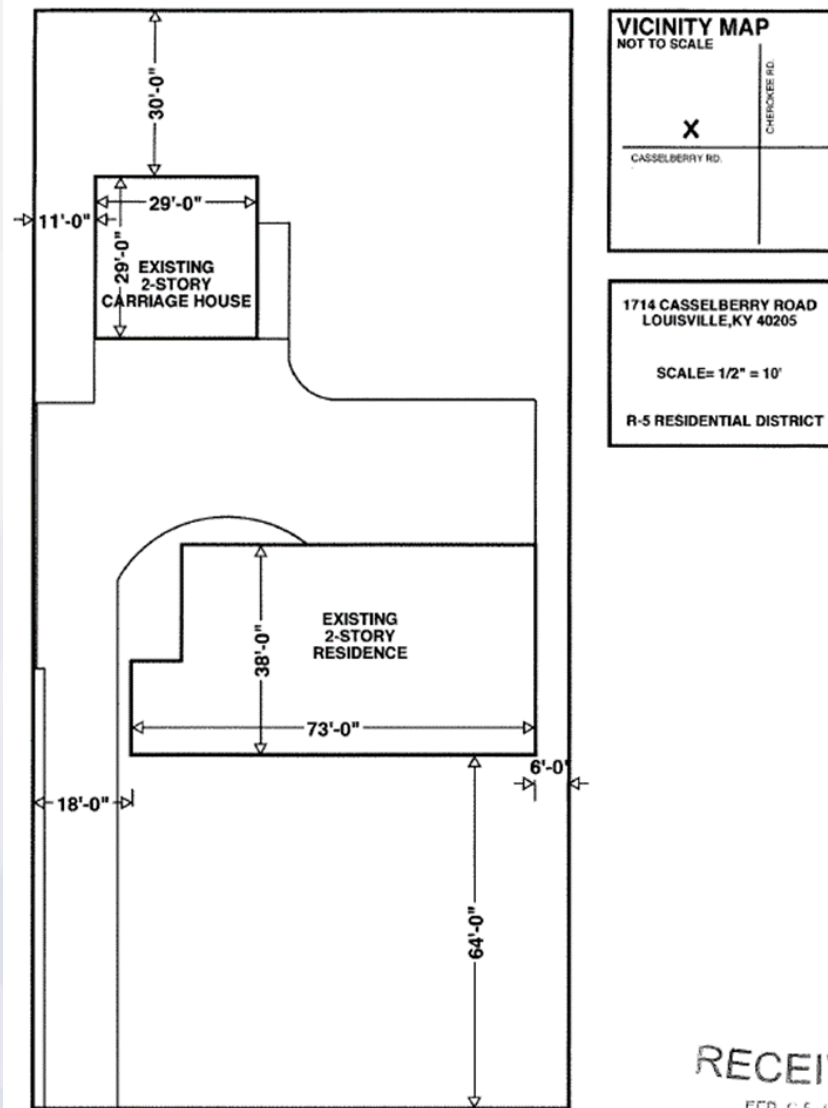 30'-0"
11'-0"
29'-0"
29'-0"
EXISTING
2-STORY
CARRIAGE HOUSE
38'-0"
EXISTING
2-STORY
RESIDENCE
73'-0"
6'-0"
18'-0"
64'-0"
VICINITY MAP
NOT TO SCALE
CHEROKEE RD.
X
CASSELBERRY RD.
1714 CASSELBERRY ROAD
LOUISVILLE,KY 40205
SCALE= 1/2" = 10'
R-5 RESIDENTIAL DISTRICT